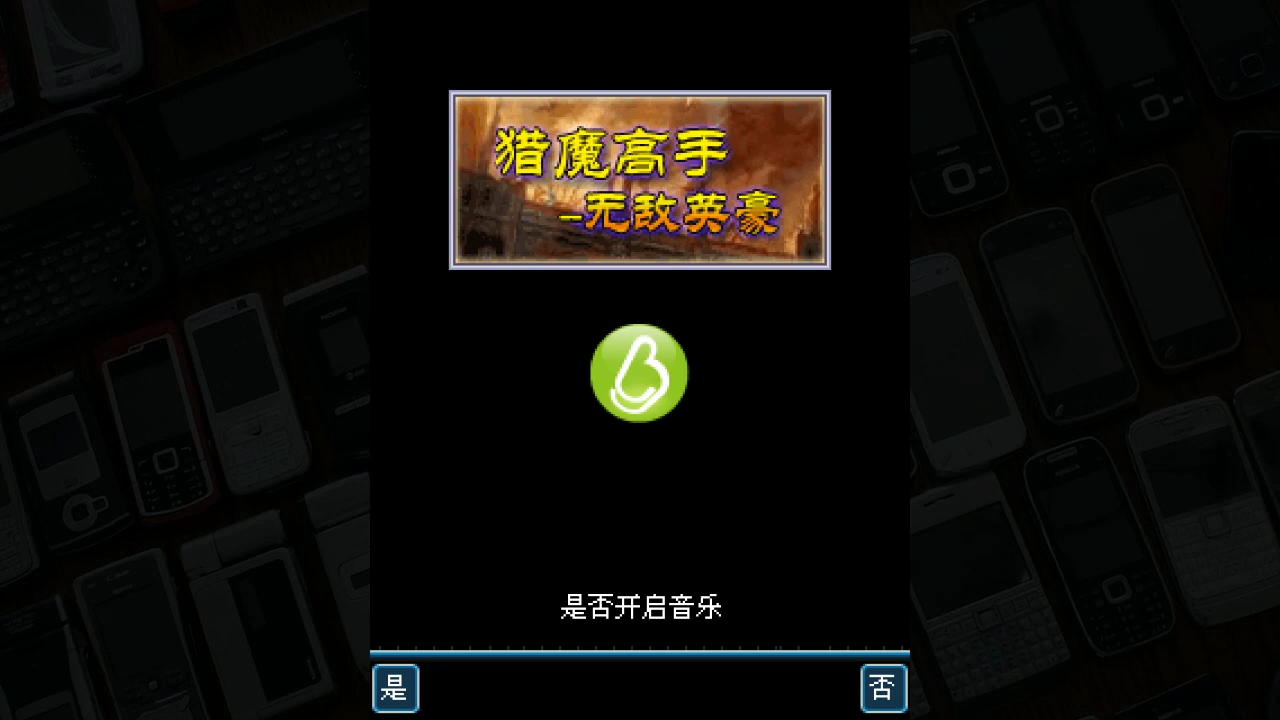 猎魔高手
-无敌英豪
是否开启音乐
是
否